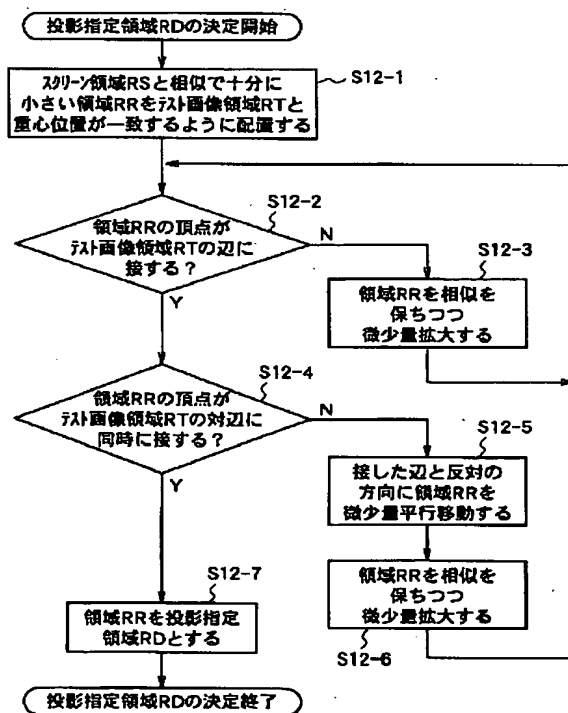 投影指定領域RDの決定開始
S12-1
スクリーン領域RSと相似で十分に
小さい領域RRをテスト画像領域RTと
重心位置が一致するように配置する
S12-2
領域RRの頂点が
テスト画像領域RTの辺に
接する？
N
Y
S12-3
領域RRを相似を
保ちつつ
微少量拡大する
S12-4
領域RRの頂点が
テスト画像領域RTの対辺に
同時に接する？
N
Y
S12-5
接した辺と反対の
方向に領域RRを
微少量平行移動する
領域RRを相似を
保ちつつ
微少量拡大する
S12-6
S12-7
領域RRを投影指定
領域RDとする
投影指定領域RDの決定終了